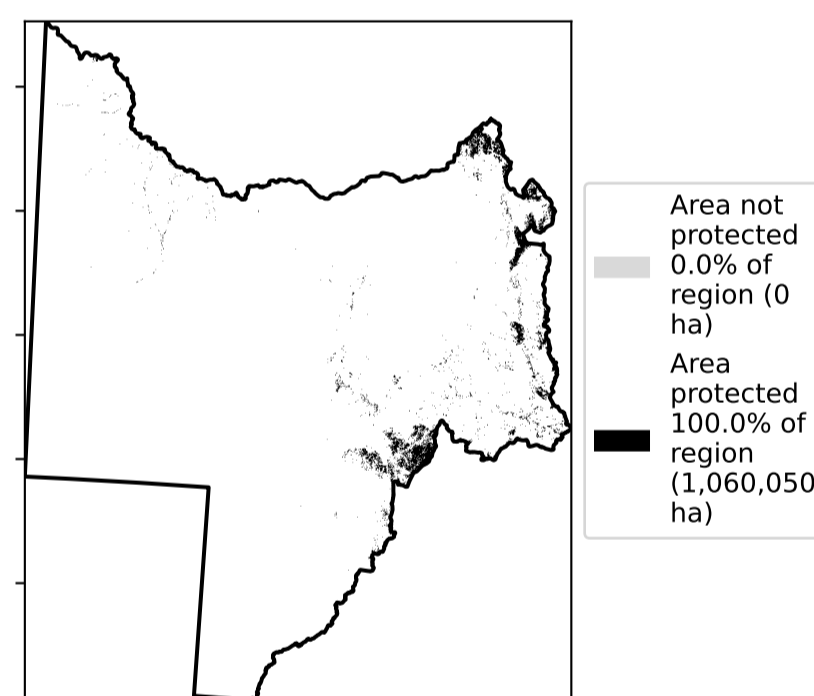 Area not
protected
0.0% of
region (0
ha)
Area
protected
100.0% of
region
(1,060,050
ha)